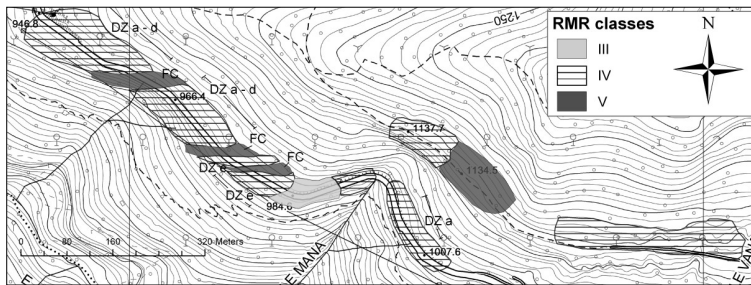 946.8
DZ a - d
FC
DZ a - d
966.4
FC
FC
DZ e
DZ e
984.6
1250
RMR classes
III
IV
V
N
1137.7
1134.5
DZ a
1007.6
0 80 160 320 Meters
E MANA